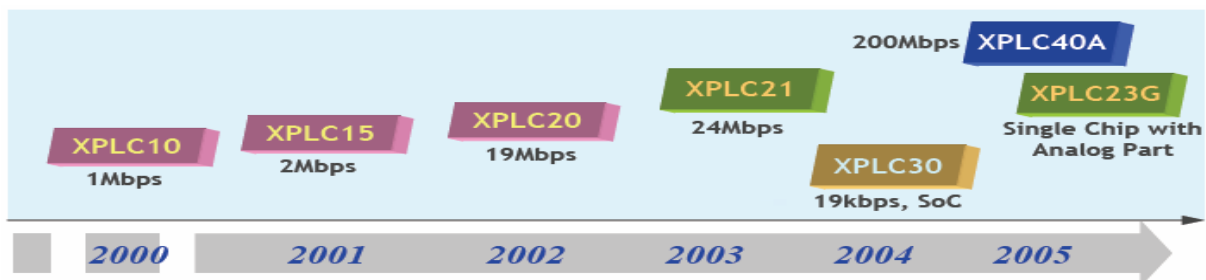 200Mbps XPLC40A
XPLC21
XPLC23G
XPLC20
24Mbps
Single Chip with
Analog Part
XPLC15
19Mbps
XPLC10
2Mbps
XPLC30
1Mbps
19kbps, SoC
2000 2001 2002 2003 2004 2005